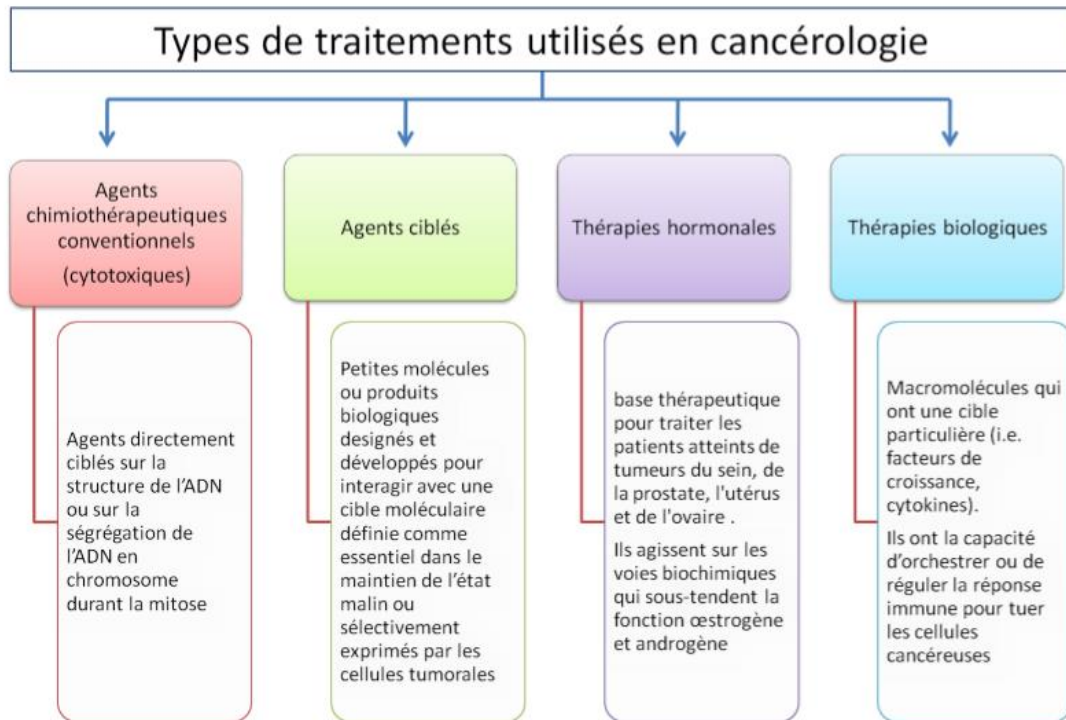 Types de traitements utilisés en cancérologie
Agents
chimiothérapeutiques
conventionnels
(cytotoxiques)
Agents directement
ciblés sur la
structure de l'ADN
ou sur la
ségrégation de
l'ADN en
chromosome
durant la mitose
Agents ciblés
Petites molécules
ou produits
biologiques
designés et
développés pour
interagir avec une
cible moléculaire
définie comme
essentiel dans le
maintien de l'état
malin ou
sélectivement
exprimés par les
cellules tumorales
Thérapies hormonales
base thérapeutique
pour traiter les
patients atteints de
tumeurs du sein, de
la prostate, l'utérus
et de l'ovaire .
Ils agissent sur les
voies biochimiques
qui sous-tendent la
fonction œstrogène
et androgène
Thérapies biologiques
Macromolécules qui
ont une cible
particulière (i.e.
facteurs de
croissance,
cytokines).
Ils ont la capacité
d'orchestrer ou de
réguler la réponse
immune pour tuer
les cellules
cancéreuses